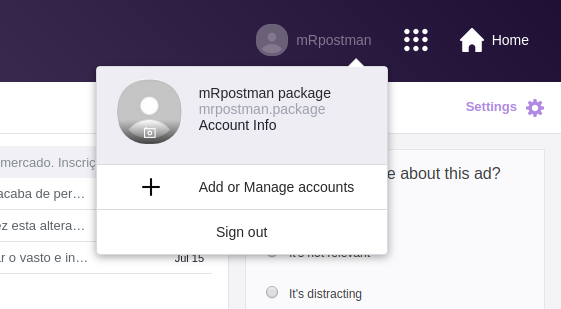 mRpostman
Home
mRpostman package
mrpostman.package
Account Info
Settings
mercado. Inscriç
acaba de per…
e about this ad?
Add or Manage accounts
ez esta altera…
Sign out
r o vasto e in…
Jul 15
It's not relevant
It's distracting